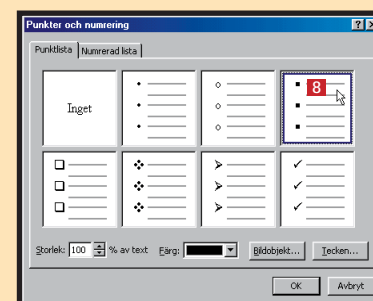 Punkter och numrering
Punktlista Numrerad lista
Inget
8
Storlek: 100 % av text Färg: Bildobjekt... Tecken...
OK Avbryt